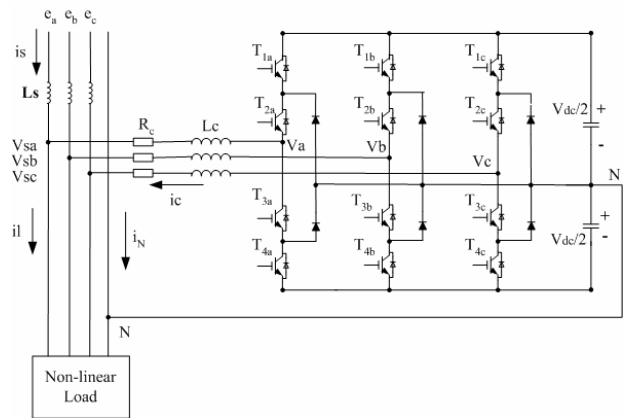 ea eb ec
is
Ls
Vsa
Vsb
Vsc
Rc Lc
ic
il
iN
N
Non-linear
Load
T1a T1b T1c
T2a T2b T2c
Va Vb Vc
T3a T3b T3c
T4a T4b T4c
Vdc/2 +
-
N
+
Vdc/2 -